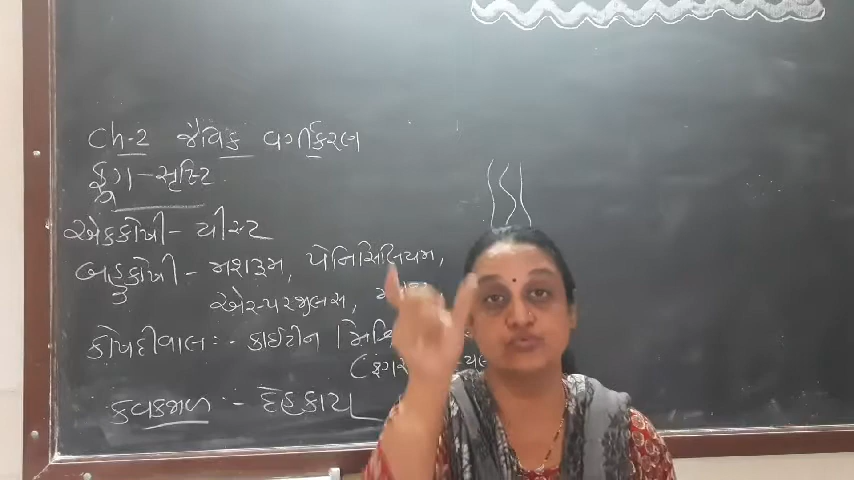 Ch-2 જૈવિક વર્ગીકરણ
ફૂગ-સૃષ્ટિ
એકકોષી - યીસ્ટ
બહુકોષી - મશરૂમ, પેનિસિલિયમ,
એસ્પરજીલસ,
કોષદીવાલ :- કાઈટીન
કવકજાળ :- દેહકાય